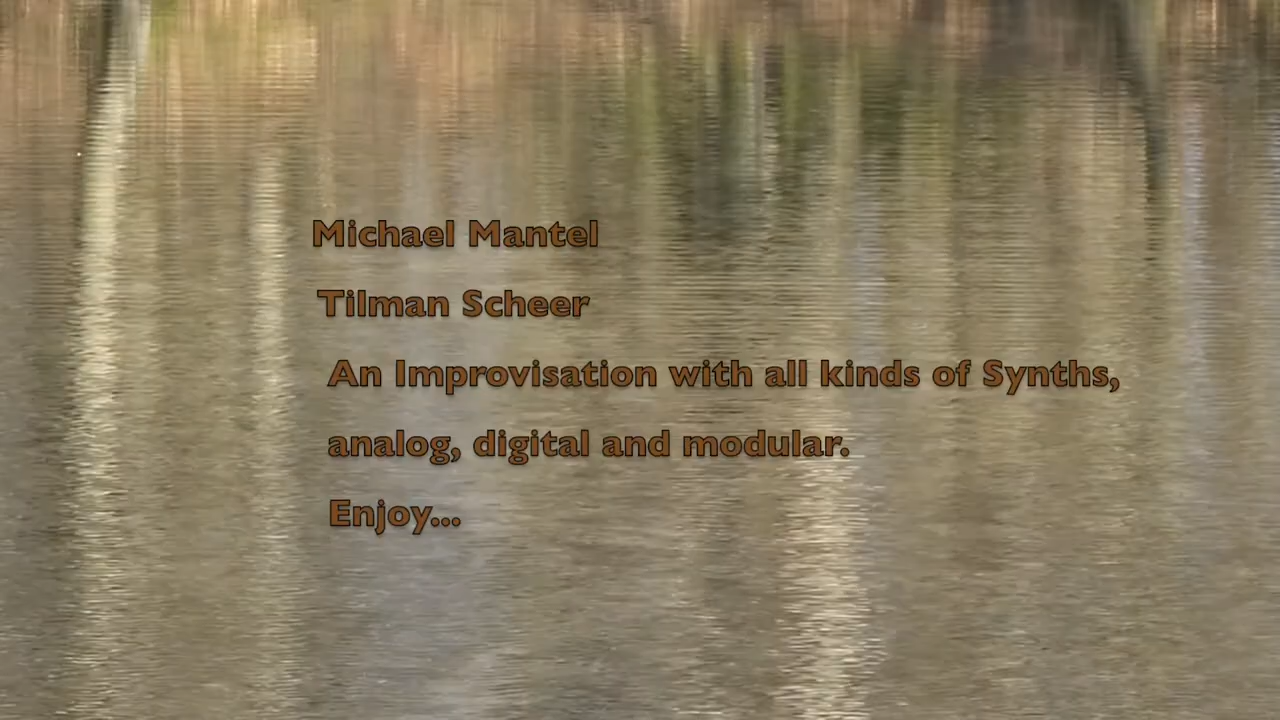 Michael Mantel
Tilman Scheer
An Improvisation with all kinds of Synths,
analog, digital and modular.
Enjoy...